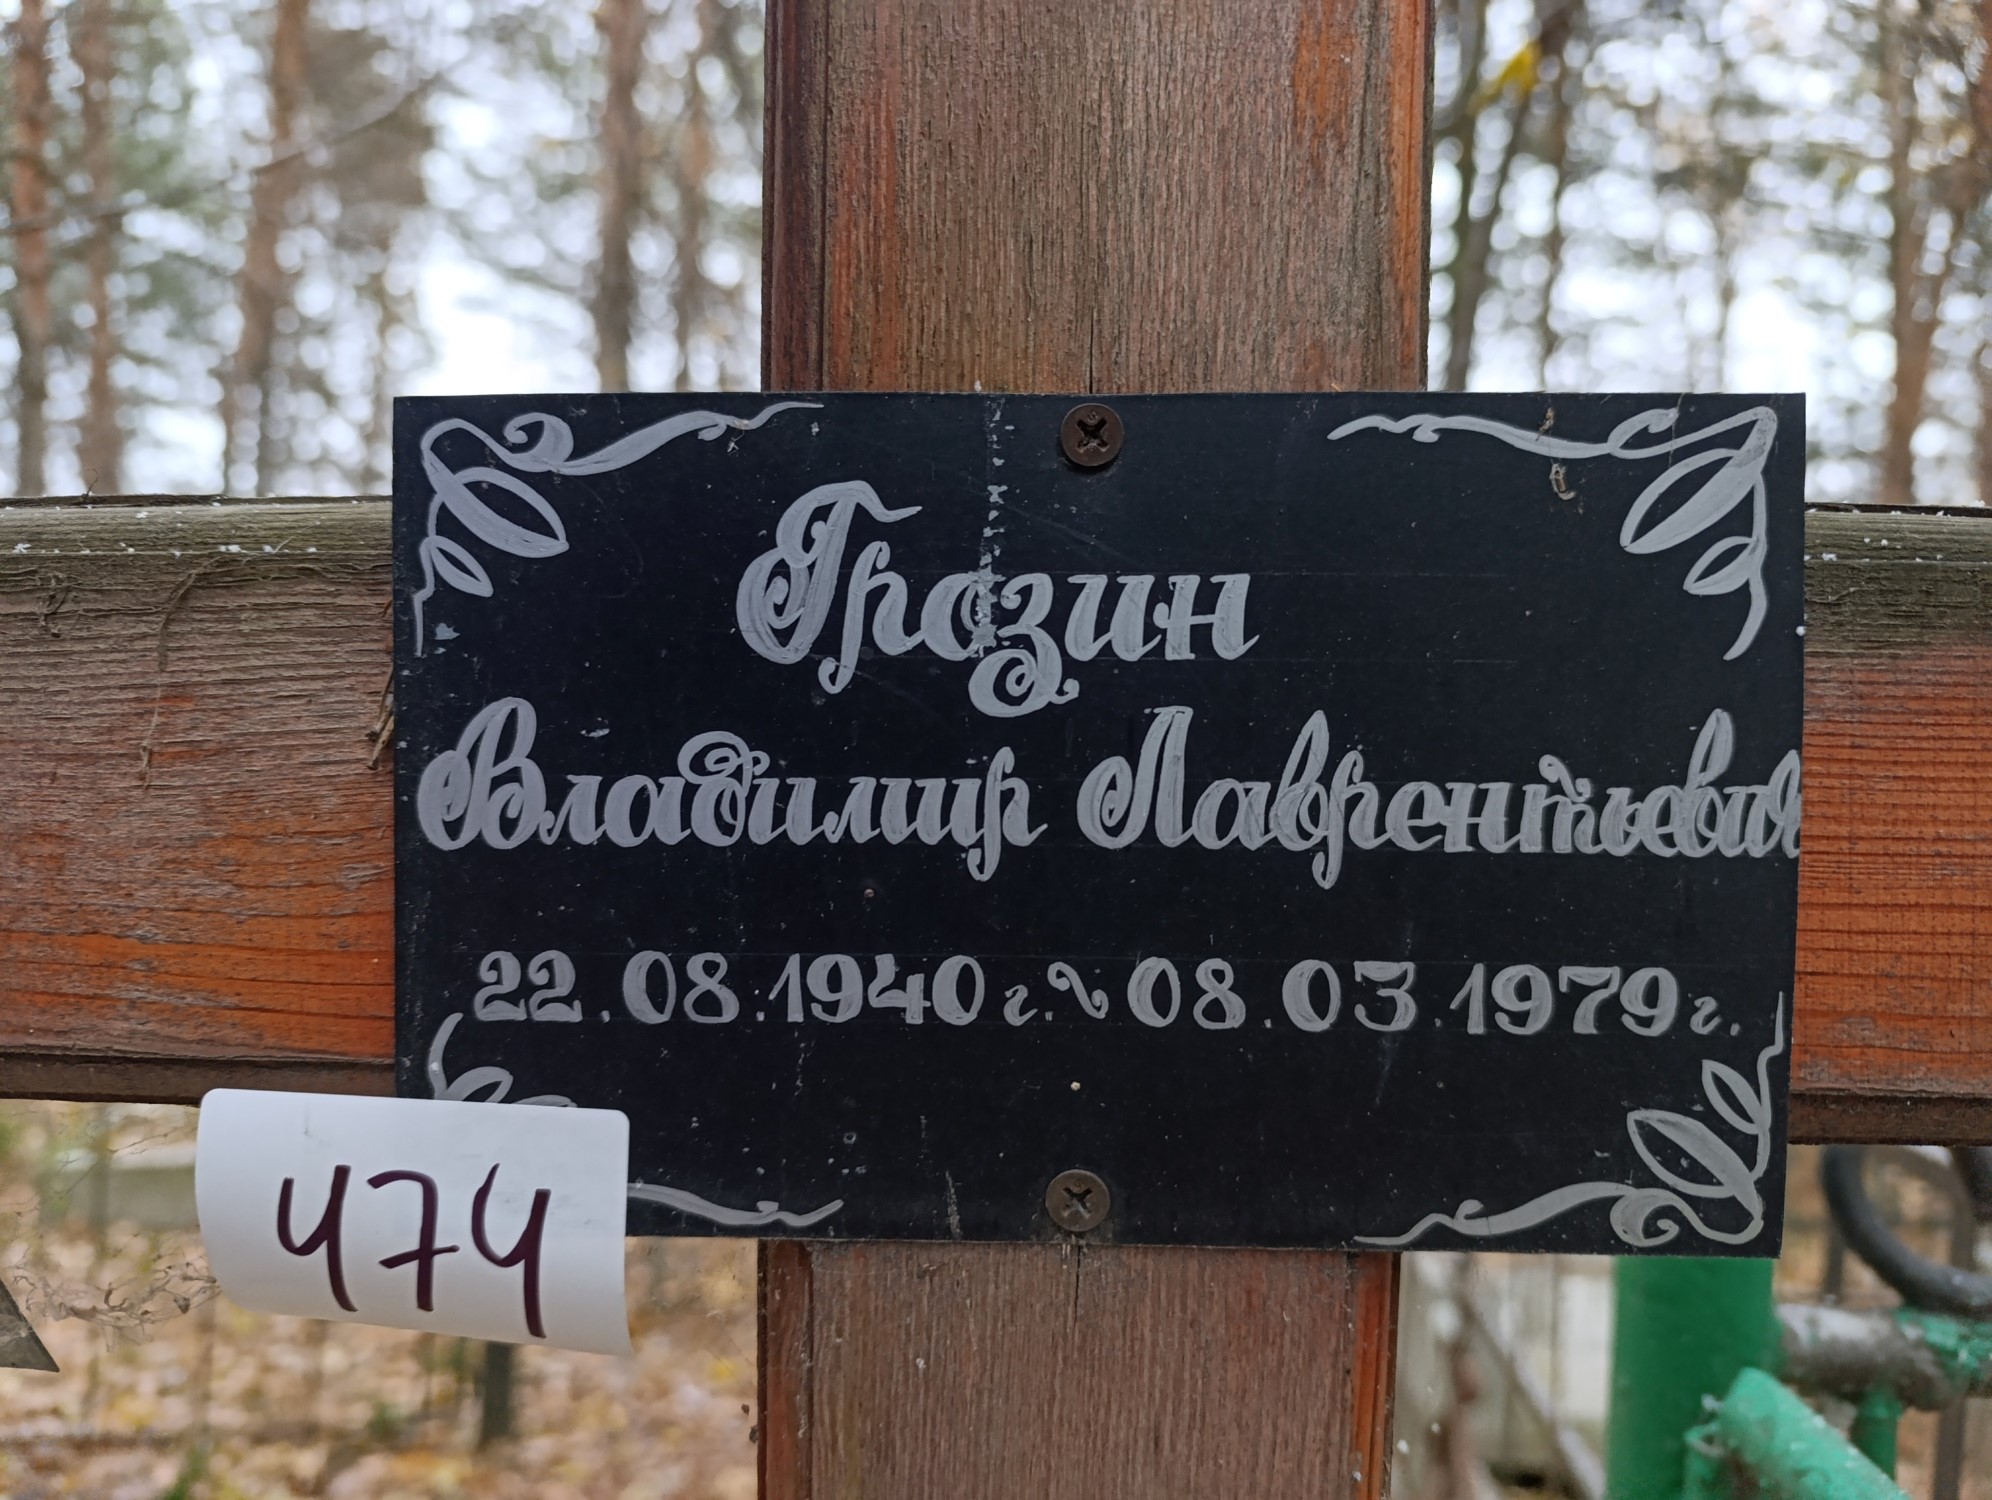 Грозин
Владимир Лаврентьевич
22.08.1940г. ~ 08.03.1979г.
474